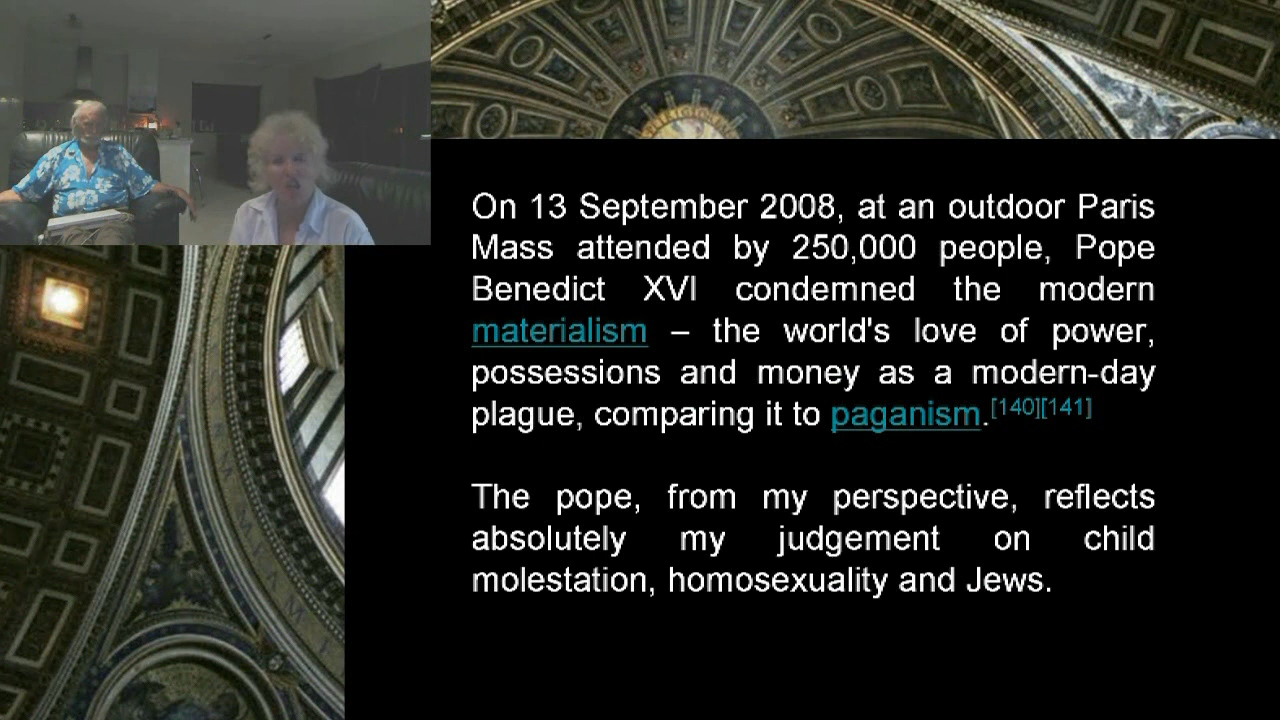 On 13 September 2008, at an outdoor Paris
Mass attended by 250,000 people, Pope
Benedict XVI condemned the modern
materialism – the world's love of power,
possessions and money as a modern-day
plague, comparing it to paganism.[140][141]
The pope, from my perspective, reflects
absolutely my judgement on child
molestation, homosexuality and Jews.